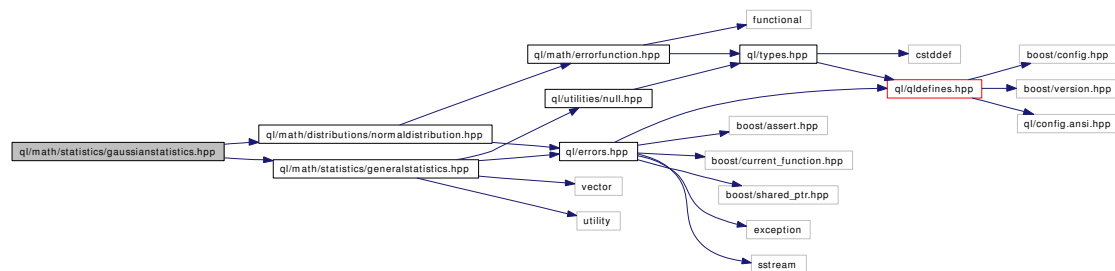 functional
ql/math/errorfunction.hpp
ql/types.hpp
cstddef
boost/config.hpp
ql/qldefines.hpp
boost/version.hpp
ql/utilities/null.hpp
ql/config.ansi.hpp
boost/assert.hpp
ql/math/distributions/normaldistribution.hpp
ql/math/statistics/gaussianstatistics.hpp
ql/errors.hpp
boost/current_function.hpp
ql/math/statistics/generalstatistics.hpp
vector
boost/shared_ptr.hpp
utility
exception
sstream